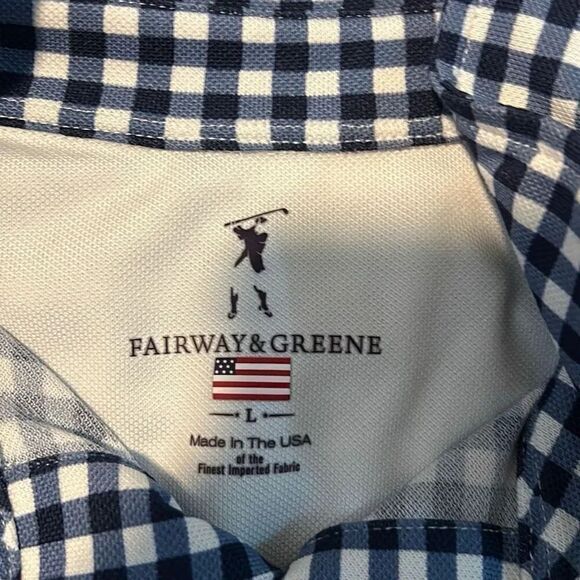 FAIRWAY & GREENE
L
Made In The USA
of the
Finest Imported Fabric